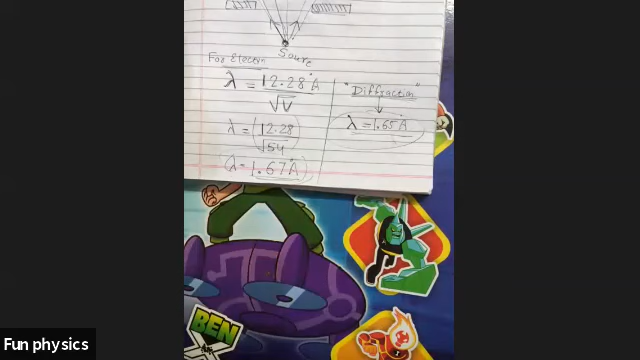 Source
For Electron
λ = 12.28 Å
√V
λ = 12.28
√54
λ = 1.67 Å
"Diffraction"
λ = 1.65 Å
BEN
Fun physics